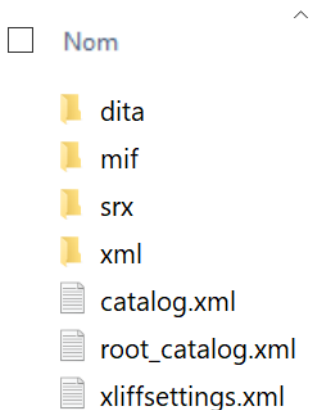 Nom
dita
mif
srx
xml
catalog.xml
root_catalog.xml
xliffsettings.xml